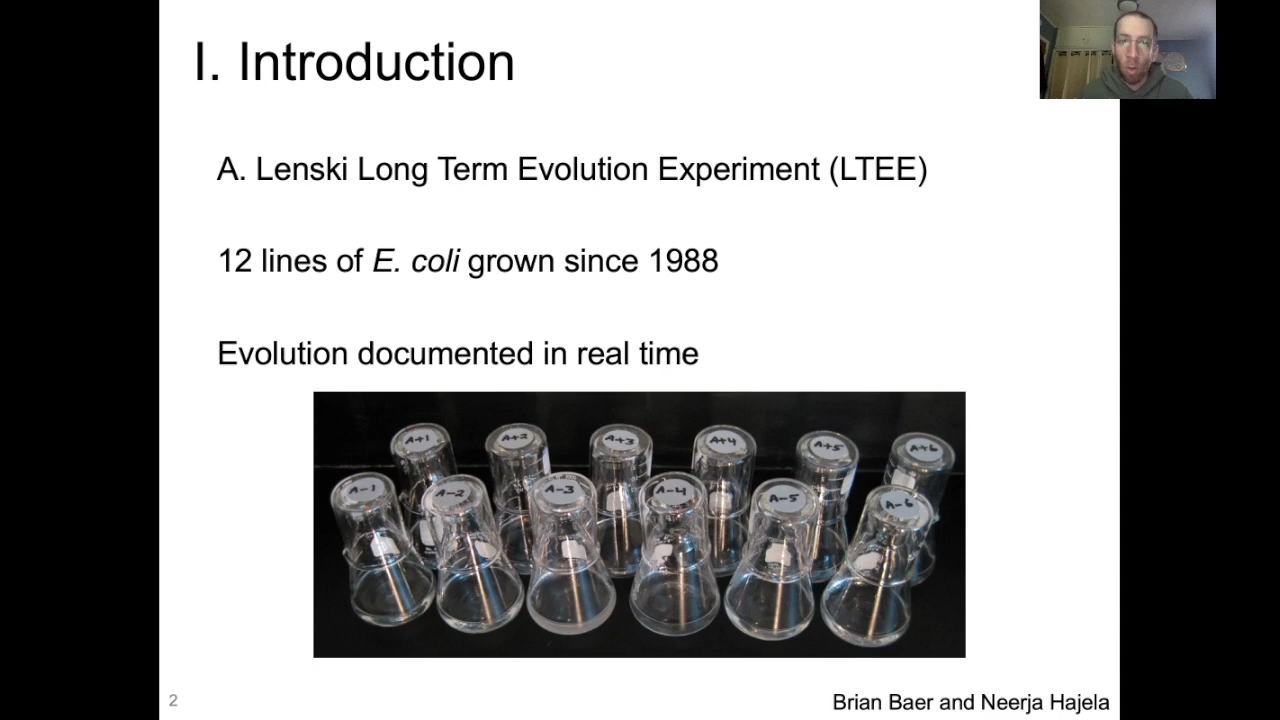 I. Introduction
A. Lenski Long Term Evolution Experiment (LTEE)
12 lines of E. coli grown since 1988
Evolution documented in real time
A+1 A+2 A+3 A+4 A+5 A+6
A-1 A-2 A-3 A-4 A-5 A-6
2
Brian Baer and Neerja Hajela